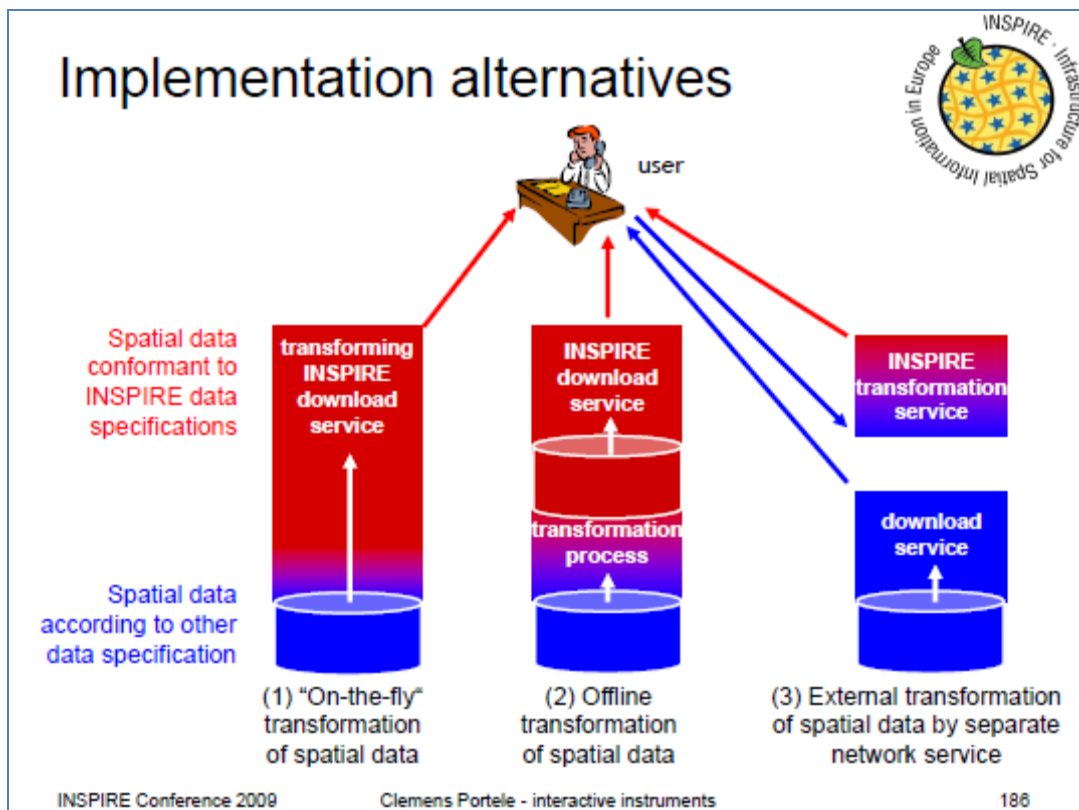 Implementation alternatives
INSPIRE · Infrastructure for Spatial Information in Europe
user
Spatial data
conformant to
INSPIRE data
specifications
transforming
INSPIRE
download
service
INSPIRE
download
service
INSPIRE
transformation
service
transformation
process
download
service
Spatial data
according to other
data specification
(1) “On-the-fly“
transformation
of spatial data
(2) Offline
transformation
of spatial data
(3) External transformation
of spatial data by separate
network service
INSPIRE Conference 2009
Clemens Portele - interactive instruments
186